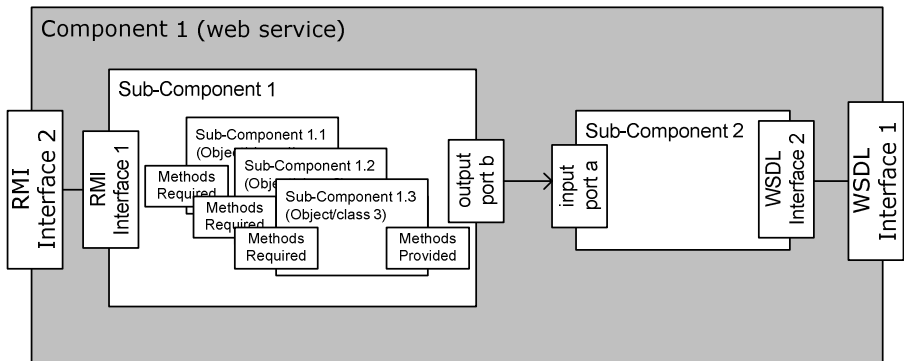 Component 1 (web service)
RMI
Interface 2
RMI
Interface 1
Sub-Component 1
Sub-Component 1.1
(Object
Methods
Required
Sub-Component 1.2
(Obje
Methods
Required
Sub-Component 1.3
(Object/class 3)
Methods
Required
Methods
Provided
output
port b
input
port a
Sub-Component 2
WSDL
Interface 2
WSDL
Interface 1